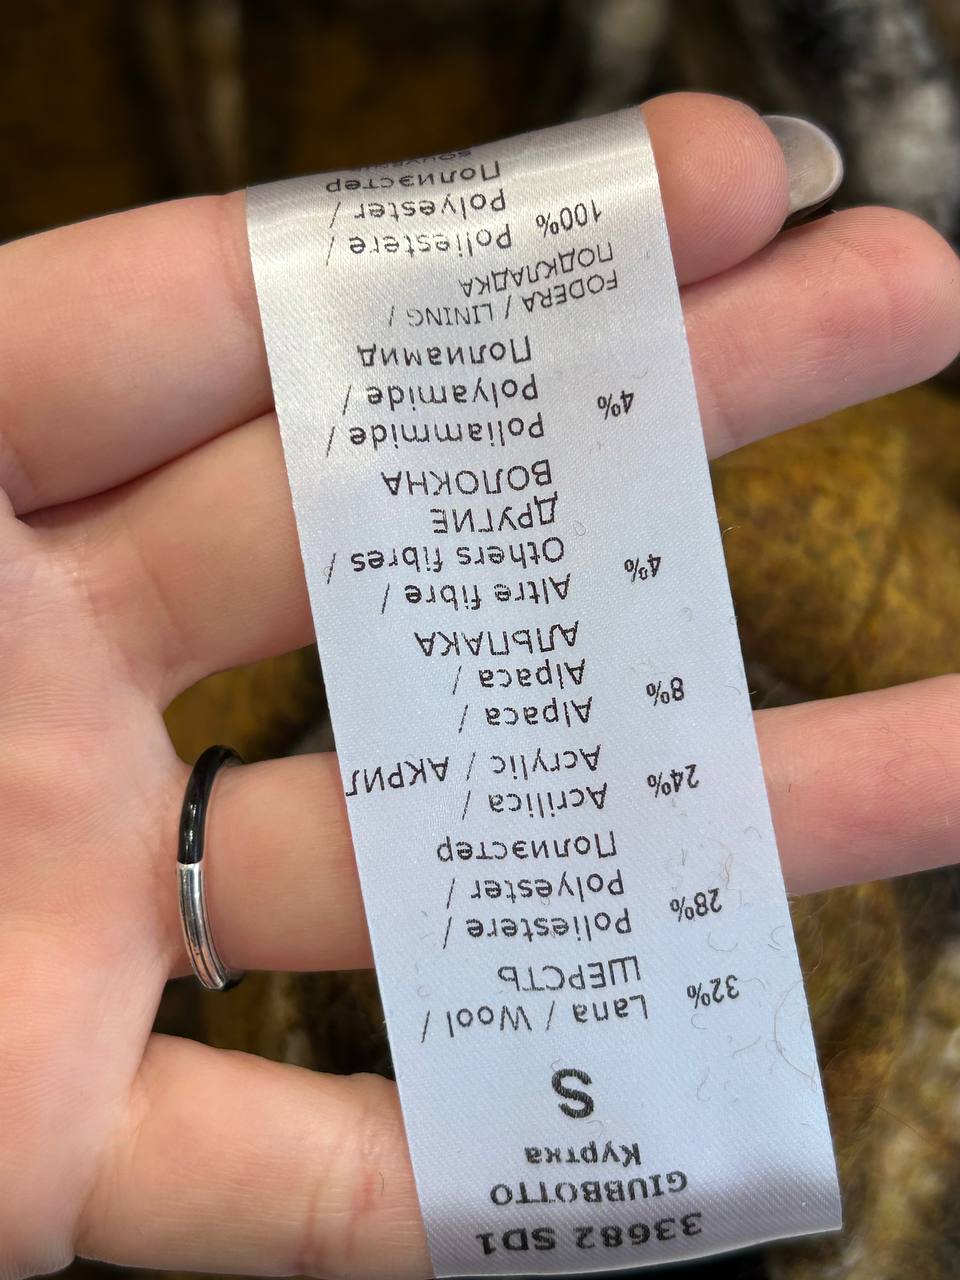 33682 SD1
GIUBBOTTO
Куртка
S
32% Lana / Wool /
ШЕРСТЬ
28% Poliestere /
Polyester /
Полиэстер
24% Acrilica /
Acrylic / АКРИЛ
8% Alpaca /
Alpaca /
АЛЬПАКА
4% Altre fibre /
Others fibres /
ДРУГИЕ
ВОЛОКНА
4% Poliammide /
Polyamide /
Полиамид
FODERA / LINING /
ПОДКЛАДКА
100% Poliestere /
Polyester /
Полиэстер